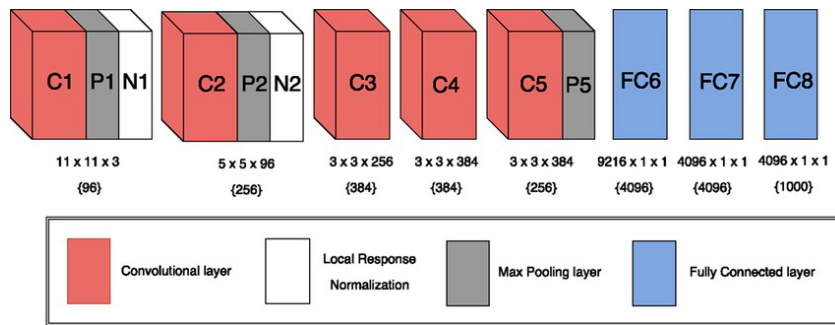 C1 P1 N1 C2 P2 N2 C3 C4 C5 P5 FC6 FC7 FC8
11 x 11 x 3 5 x 5 x 96 3 x 3 x 256 3 x 3 x 384 3 x 3 x 384 9216 x 1 x 1 4096 x 1 x 1 4096 x 1 x 1
{96} {256} {384} {384} {256} {4096} {4096} {1000}
Convolutional layer
Local Response
Normalization
Max Pooling layer
Fully Connected layer